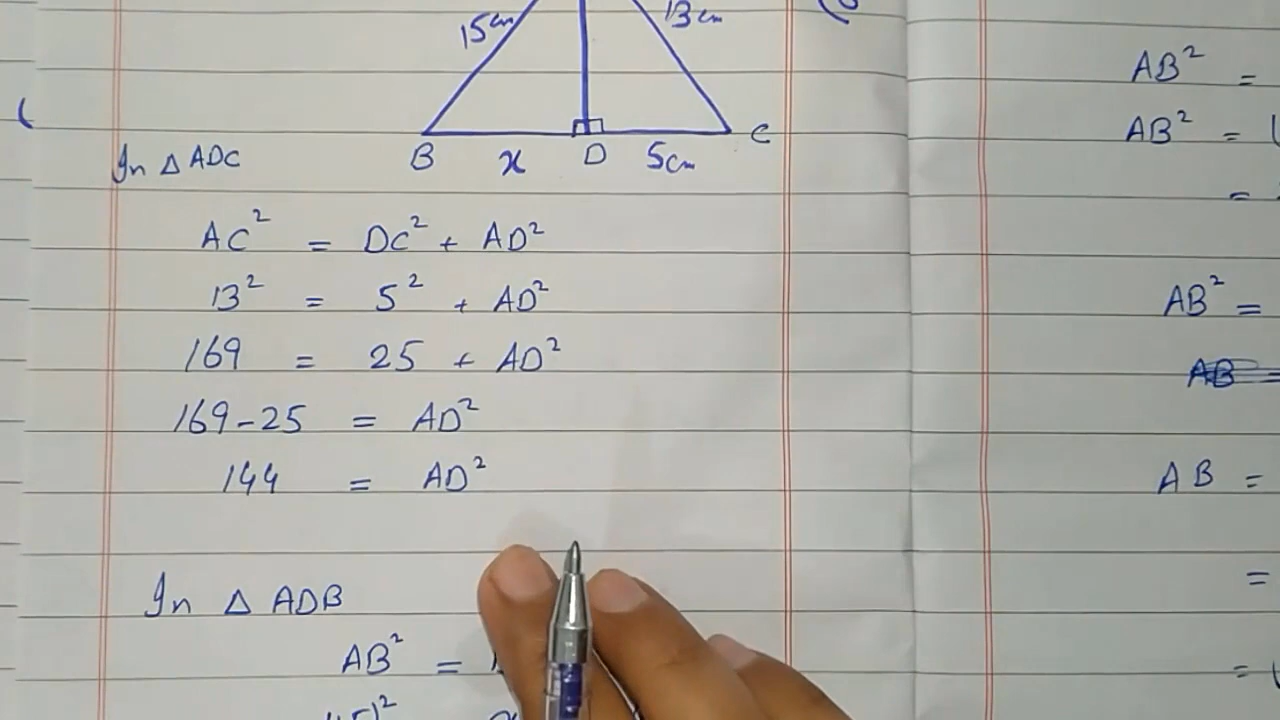 15cm 13cm
B x D 5cm C
In △ ADC
AC² = DC² + AD²
13² = 5² + AD²
169 = 25 + AD²
169-25 = AD²
144 = AD²
In △ ADB
AB² =
AB² =
AB² =
=
AB² =
AB =
AB =
=
=